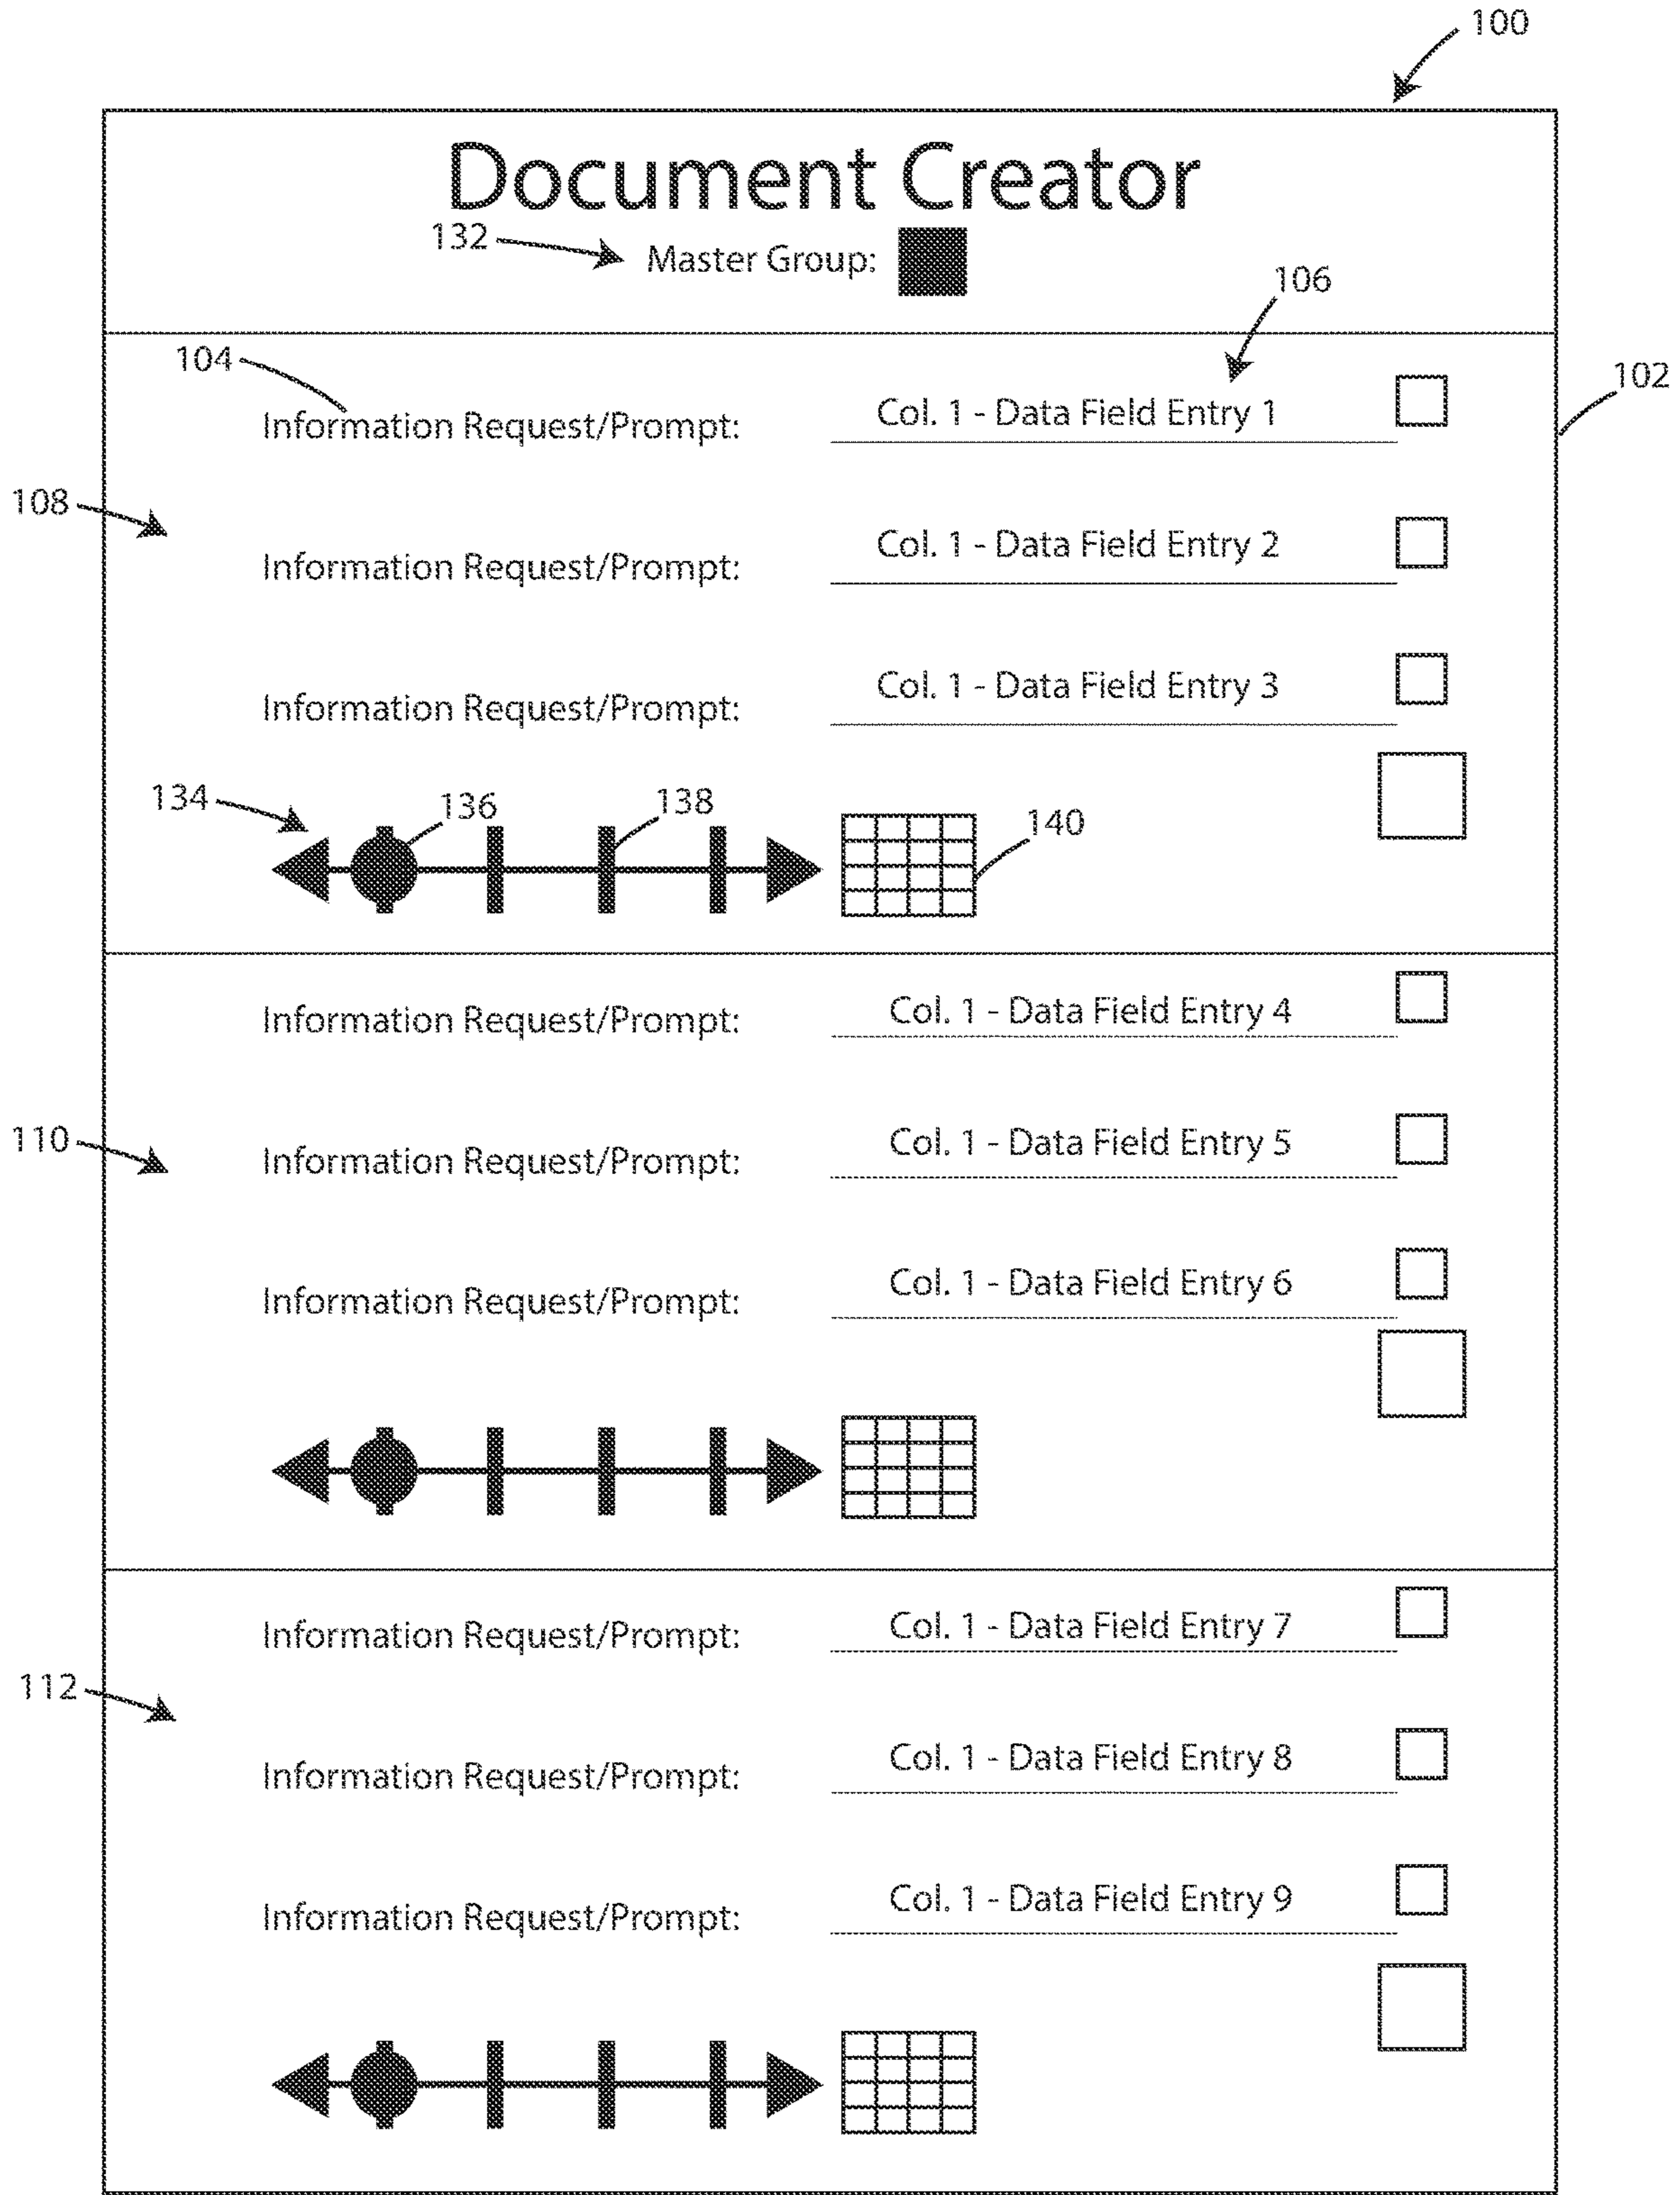 100
Document Creator
132
Master Group:
106
104
102
Information Request/Prompt: Col. 1 - Data Field Entry 1
108
Information Request/Prompt: Col. 1 - Data Field Entry 2
Information Request/Prompt: Col. 1 - Data Field Entry 3
134
136
138
140
Information Request/Prompt: Col. 1 - Data Field Entry 4
110
Information Request/Prompt: Col. 1 - Data Field Entry 5
Information Request/Prompt: Col. 1 - Data Field Entry 6
Information Request/Prompt: Col. 1 - Data Field Entry 7
112
Information Request/Prompt: Col. 1 - Data Field Entry 8
Information Request/Prompt: Col. 1 - Data Field Entry 9